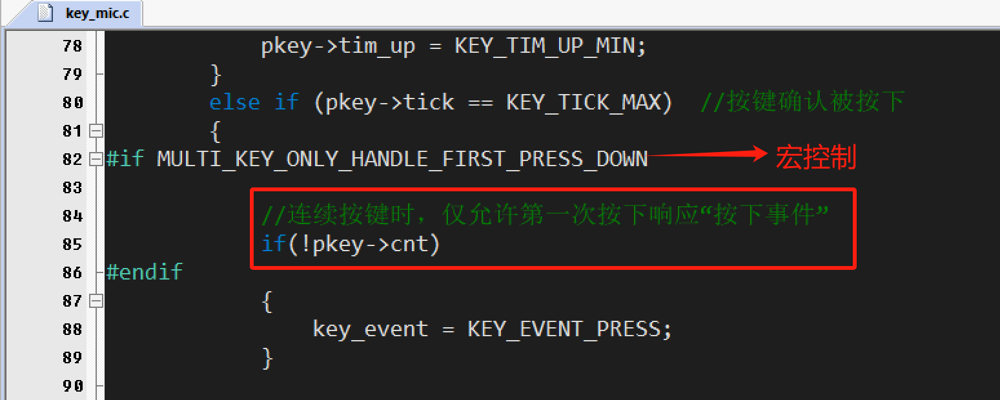 key_mic.c
78 pkey->tim_up = KEY_TIM_UP_MIN;
79 }
80 else if (pkey->tick == KEY_TICK_MAX) //按键确认被按下
81 {
82 #if MULTI_KEY_ONLY_HANDLE_FIRST_PRESS_DOWN 宏控制
83
84 //连续按键时，仅允许第一次按下响应“按下事件”
85 if(!pkey->cnt)
86 #endif
87 {
88 key_event = KEY_EVENT_PRESS;
89 }
90